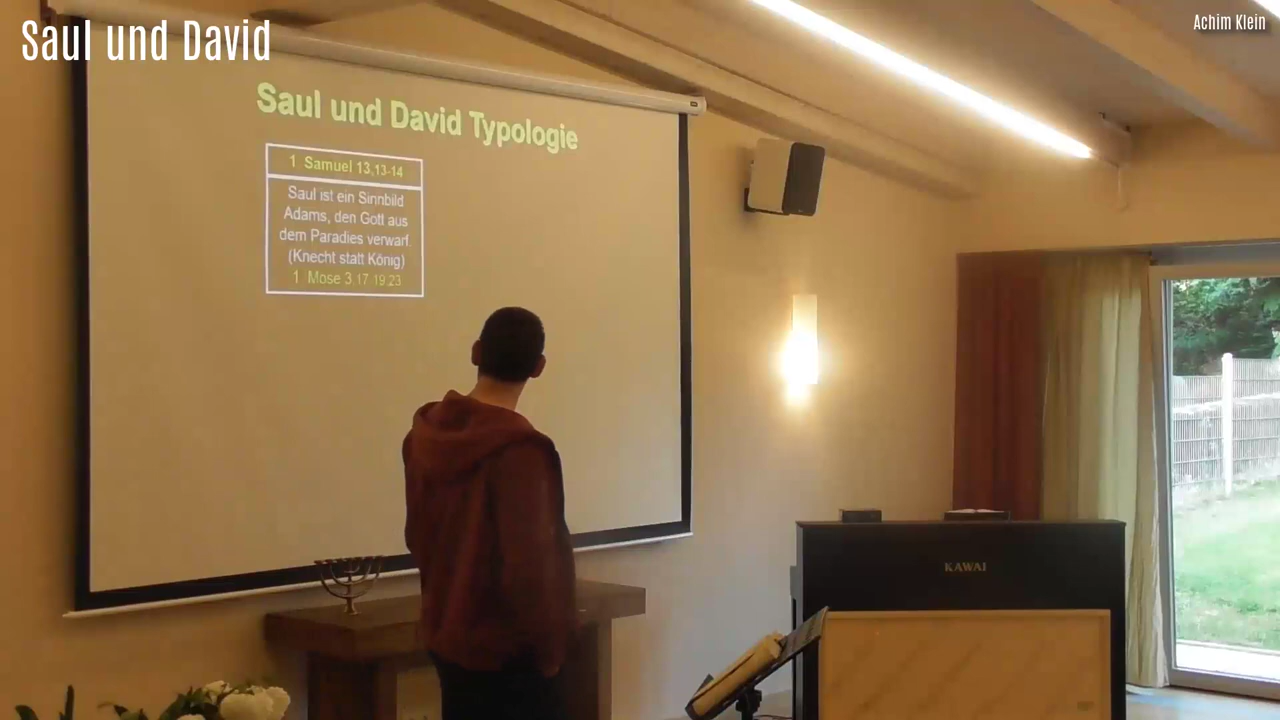 Saul und David
Achim Klein
Saul und David Typologie
1 Samuel 13,13-14
Saul ist ein Sinnbild
Adams, den Gott aus
dem Paradies verwarf.
(Knecht statt König)
1 Mose 3,17.19.23
KAWAI